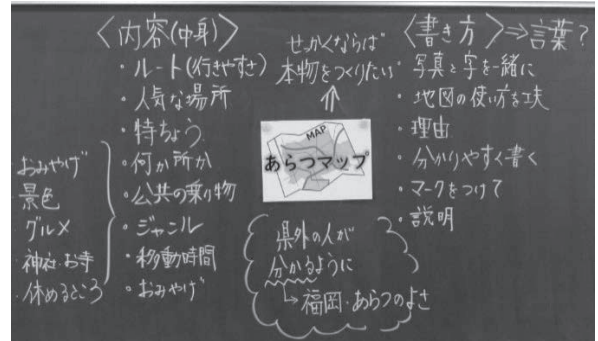 〈内容(中身)〉
・ルート(行きやすさ)
・人気な場所
・特ちょう
・何か所か
・公共の乗り物
・ジャンル
・移動時間
・おみやげ
おみやげ
景色
グルメ
・神社・お寺
・休めるところ
せっかくならば
本物をつくりたい
MAP
あらつマップ
県外の人が
分かるように
→福岡・あらつのよさ
〈書き方〉⇒言葉?
・写真と字を一緒に
・地図の使い方を工夫
・理由
・分かりやすく書く
・マークをつけて
・説明